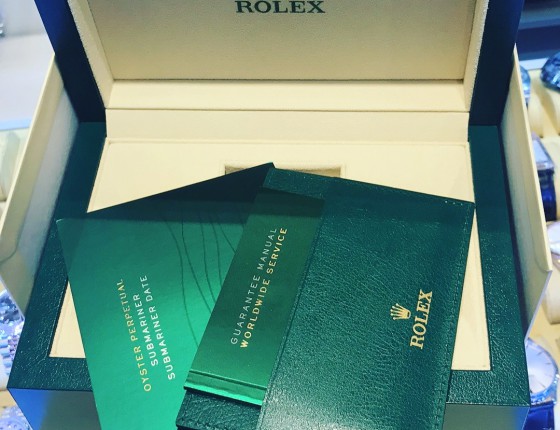 ROLEX
OYSTER PERPETUAL
SUBMARINER
SUBMARINER DATE
GUARANTEE MANUAL
WORLDWIDE SERVICE
ROLEX